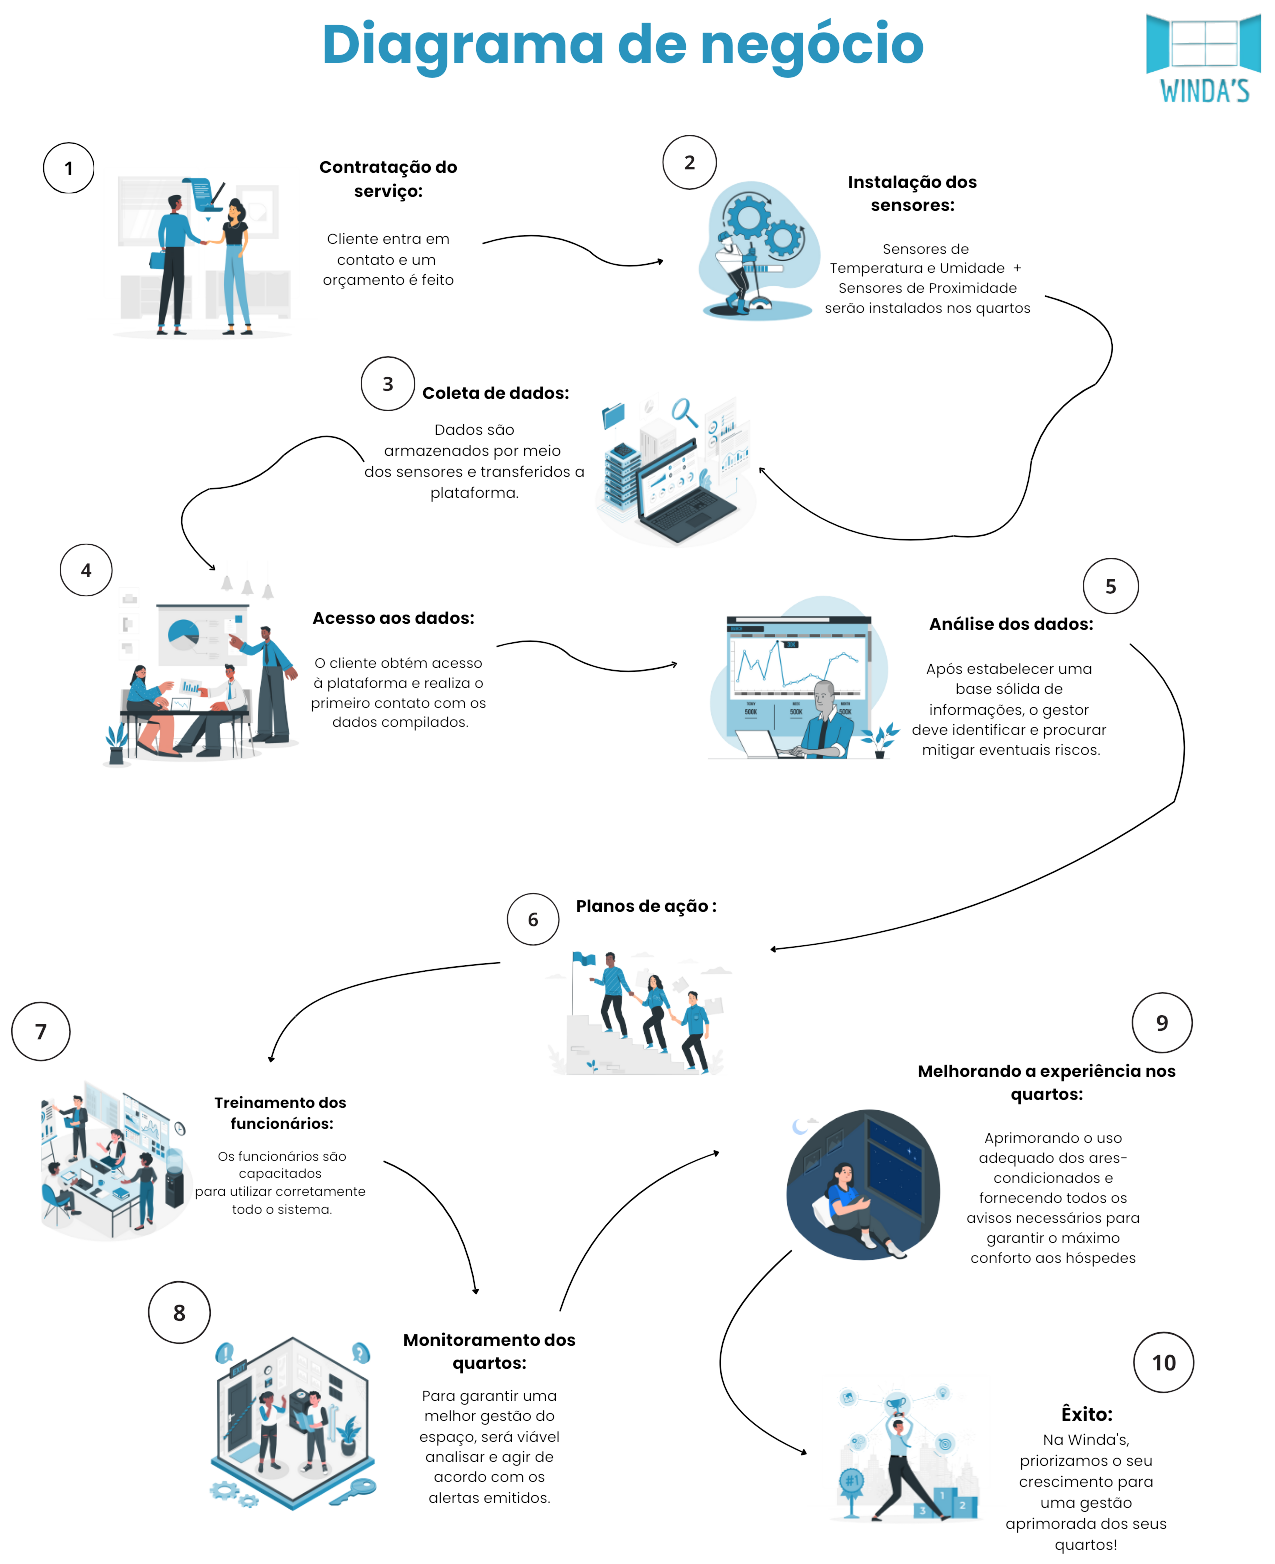 Diagrama de negócio
WINDA'S
1
Contratação do
serviço:
Cliente entra em
contato e um
orçamento é feito
2
Instalação dos
sensores:
Sensores de
Temperatura e Umidade +
Sensores de Proximidade
serão instalados nos quartos
3
Coleta de dados:
Dados são
armazenados por meio
dos sensores e transferidos a
plataforma.
4
Acesso aos dados:
O cliente obtém acesso
à plataforma e realiza o
primeiro contato com os
dados compilados.
5
Análise dos dados:
Após estabelecer uma
base sólida de
informações, o gestor
deve identificar e procurar
mitigar eventuais riscos.
500K
500K
500K
6
Planos de ação :
7
Treinamento dos
funcionários:
Os funcionários são
capacitados
para utilizar corretamente
todo o sistema.
8
Monitoramento dos
quartos:
Para garantir uma
melhor gestão do
espaço, será viável
analisar e agir de
acordo com os
alertas emitidos.
9
Melhorando a experiência nos
quartos:
Aprimorando o uso
adequado dos ares-
condicionados e
fornecendo todos os
avisos necessários para
garantir o máximo
conforto aos hóspedes
10
Êxito:
Na Winda's,
priorizamos o seu
crescimento para
uma gestão
aprimorada dos seus
quartos!
#1
1
2
3